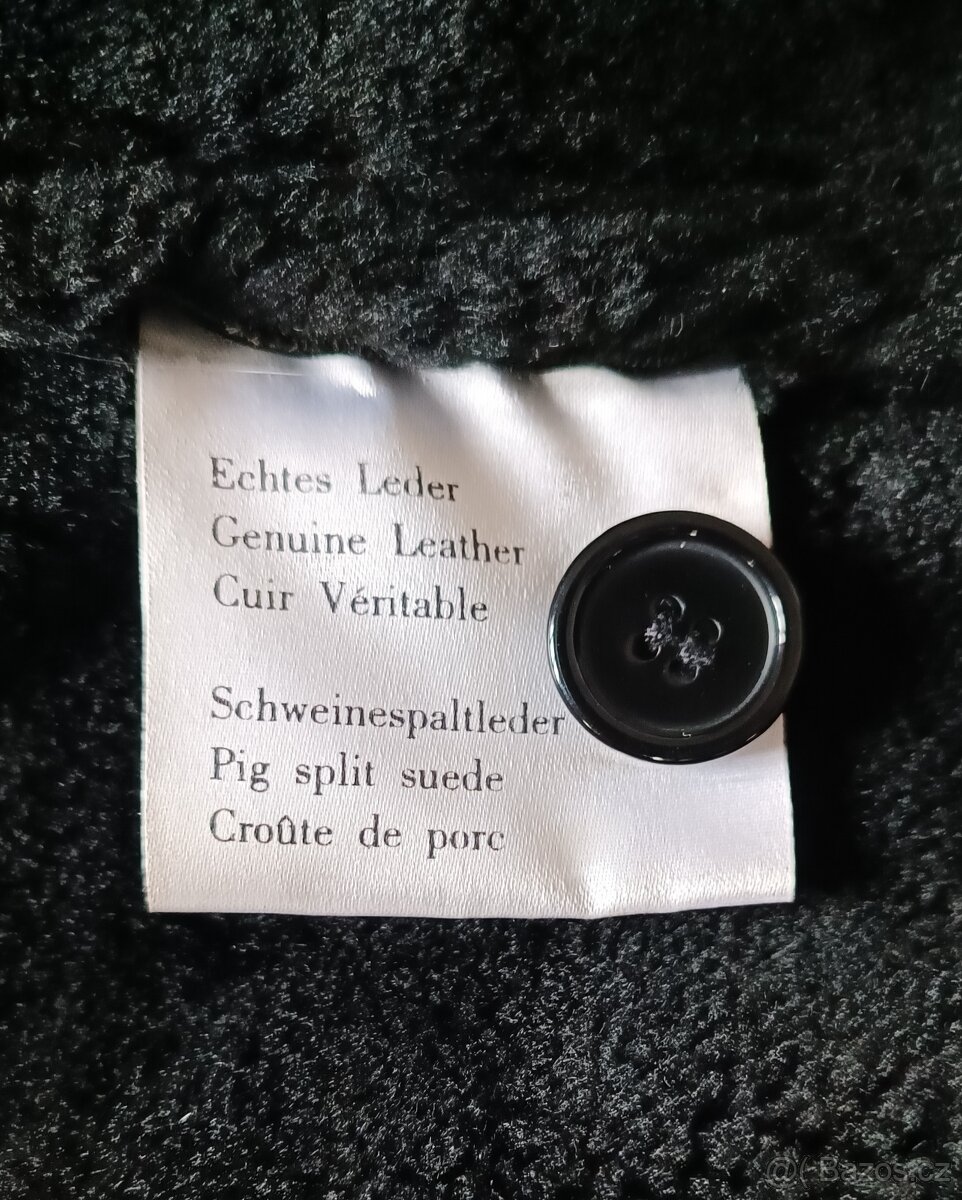 Echtes Leder
Genuine Leather
Cuir Véritable
Schweinespaltleder
Pig split suede
Croûte de porc
@(-Bazos.cz